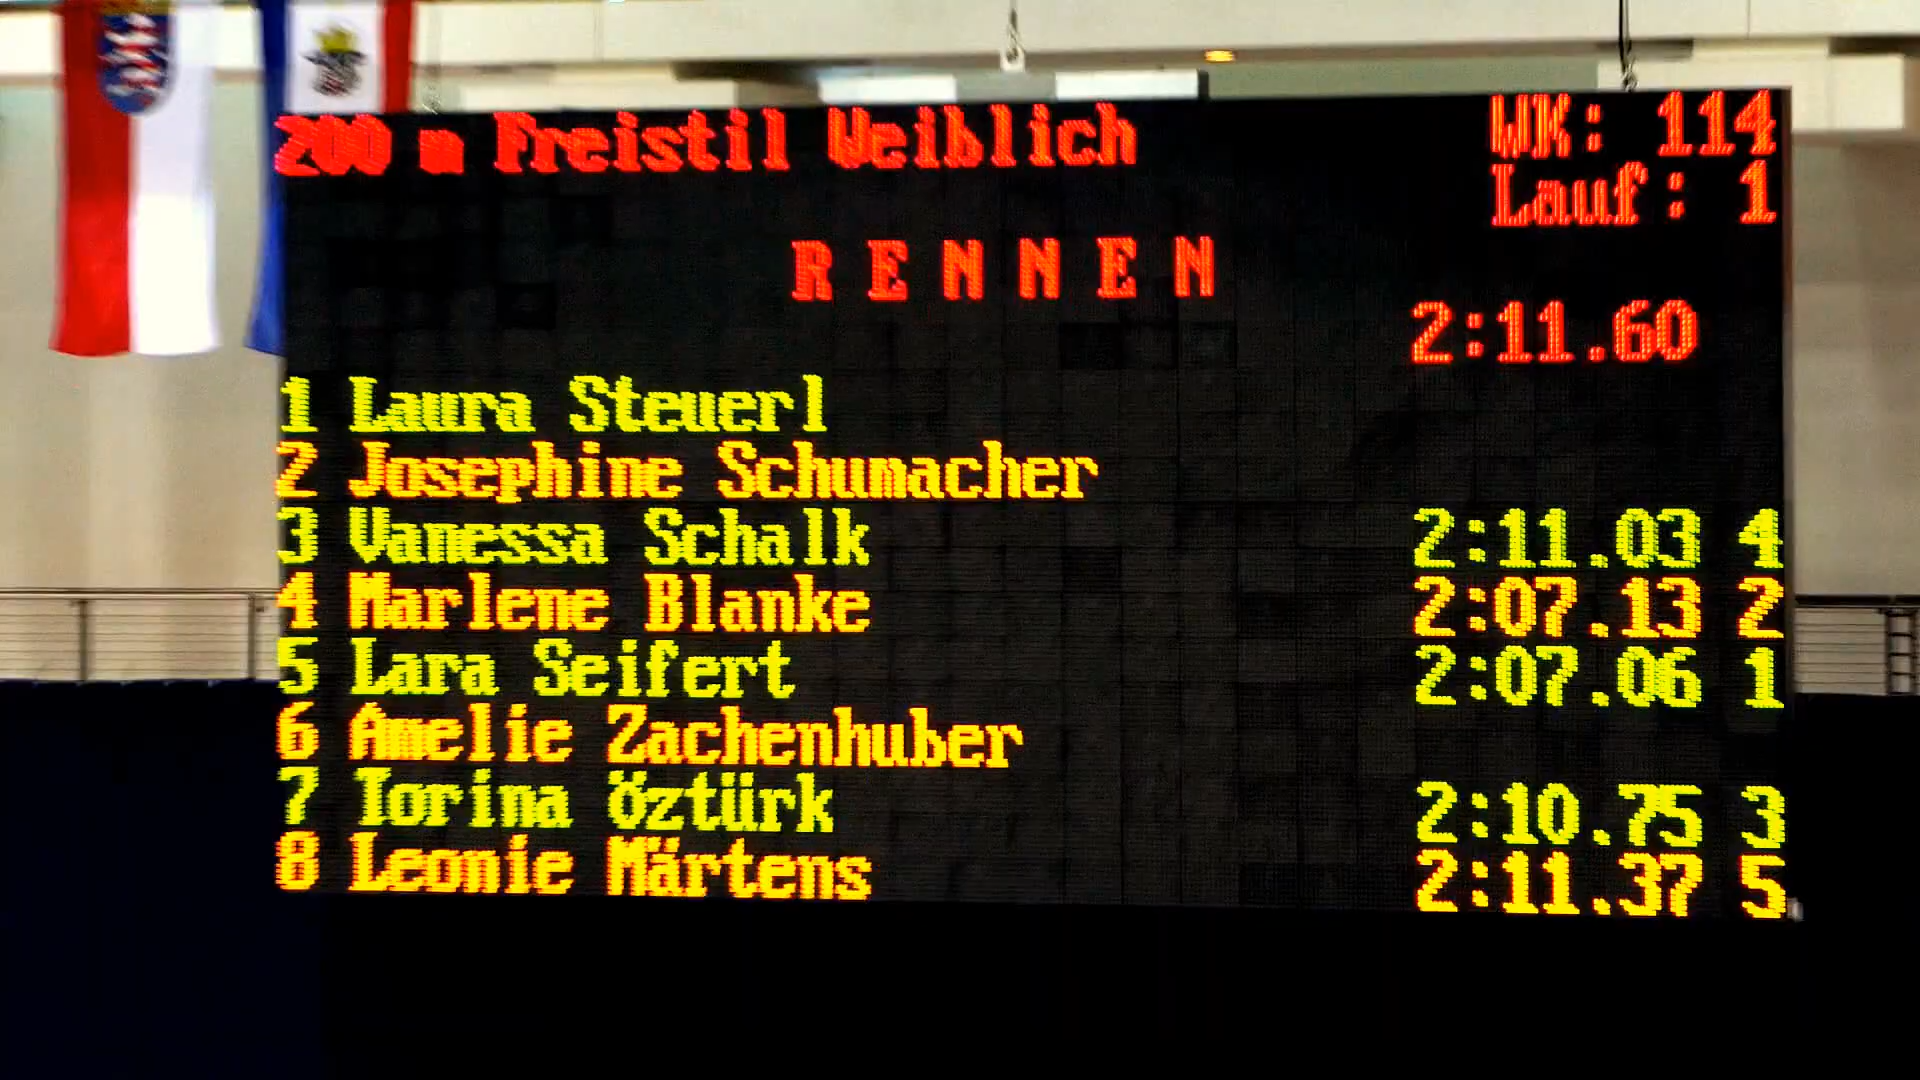 200 m Freistil Weiblich WK: 114
Lauf: 1
RENNEN
2:11.60
1 Laura Steuerl
2 Josephine Schumacher
3 Vanessa Schalk 2:11.03 4
4 Marlene Blanke 2:07.13 2
5 Lara Seifert 2:07.06 1
6 Amelie Zachenhuber
7 Torina Öztürk 2:10.75 3
8 Leonie Märtens 2:11.37 5